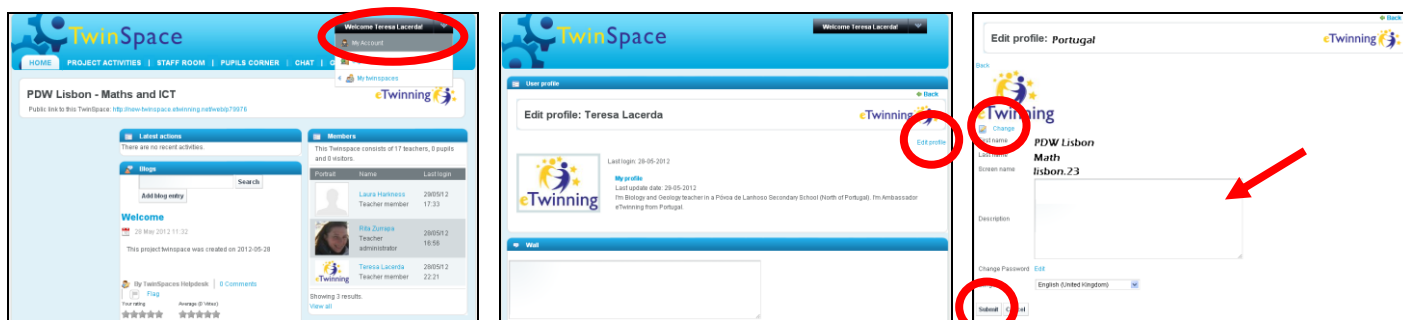 TwinSpace
Welcome Teresa Lacerda!
My Account
My twinspaces
HOME PROJECT ACTIVITIES | STAFF ROOM | PUPILS CORNER | CHAT |
PDW Lisbon - Maths and ICT
Public link to this TwinSpace: http://new-twinspace.etwinning.net/web/p79076
eTwinning
Latest actions
There are no recent activities.
Blogs
Search
Add blog entry
Welcome
28 May 2012 11:32
This project twinspace was created on 2012-05-28
By TwinSpaces Helpdesk | 0 Comments
Flag
Your rating Average (0 Votes)
Members
This Twinspace consists of 17 teachers, 0 pupils
and 0 visitors.
Portrait Name Last login
Laura Harkness
Teacher member
29/05/12
17:33
Rita Zurrapa
Teacher
administrator
29/05/12
16:56
eTwinning
Teresa Lacerda
Teacher member
28/05/12
22:21
Showing 3 results.
View all
TwinSpace
Welcome Teresa Lacerda!
User profile
Back
Edit profile: Teresa Lacerda
eTwinning
Edit profile
eTwinning
Last login: 28-05-2012
My profile
Last update date: 29-05-2012
I'm Biology and Geology teacher in a Póvoa de Lanhoso Secondary School (North of Portugal). I'm Ambassador
eTwinning from Portugal.
Wall
Back
Edit profile: Portugal
eTwinning
Back
eTwinning
Change
First name PDW Lisbon
Last name Math
Screen name lisbon.23
Description
Change Password Edit
English (United Kingdom)
Submit Cancel